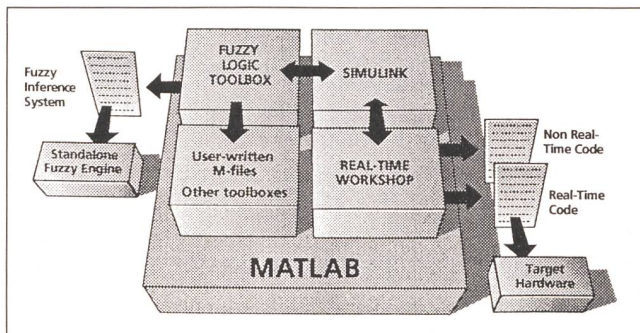 FUZZY
LOGIC
TOOLBOX
SIMULINK
Fuzzy
Inference
System
Standalone
Fuzzy Engine
User-written
M-files
Other toolboxes
REAL-TIME
WORKSHOP
Non Real-
Time Code
Real-Time
Code
MATLAB
Target
Hardware